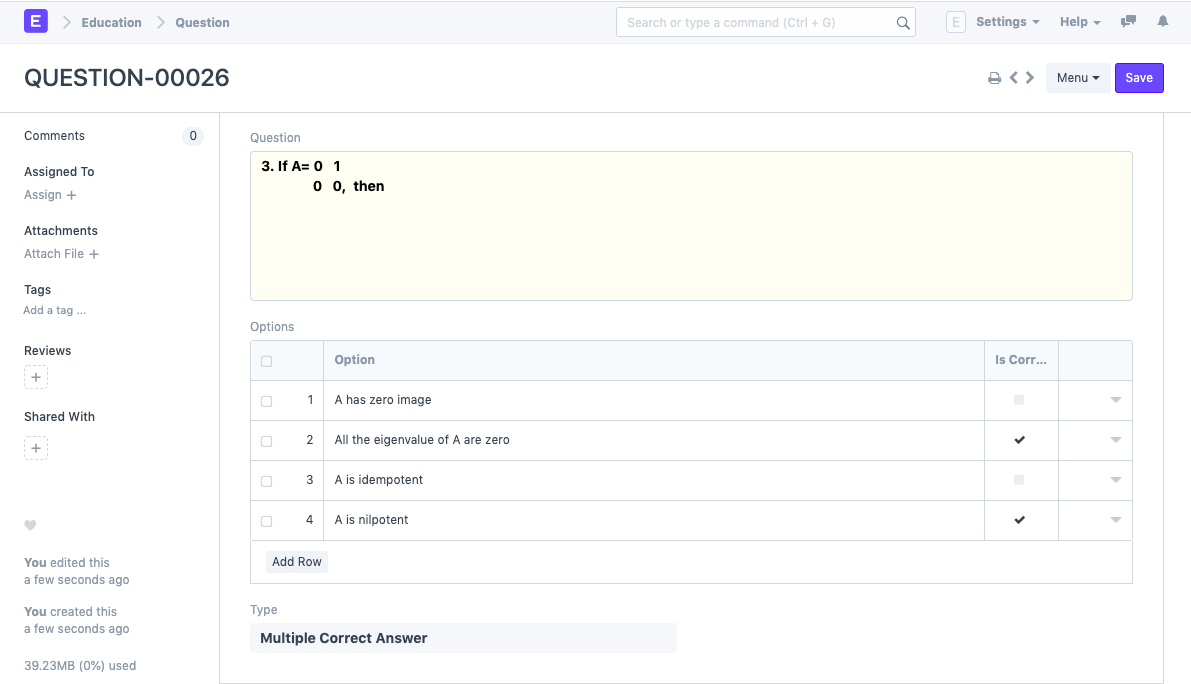 E Education Question Search or type a command (Ctrl + G) E Settings Help
QUESTION-00026 Menu Save
Comments 0
Assigned To
Assign +
Attachments
Attach File +
Tags
Add a tag ...
Reviews
+
Shared With
+
You edited this
a few seconds ago
You created this
a few seconds ago
39.23MB (0%) used
Question
3. If A= 0 1
0 0, then
Options
Option Is Corr...
1 A has zero image
2 All the eigenvalue of A are zero
3 A is idempotent
4 A is nilpotent
Add Row
Type
Multiple Correct Answer